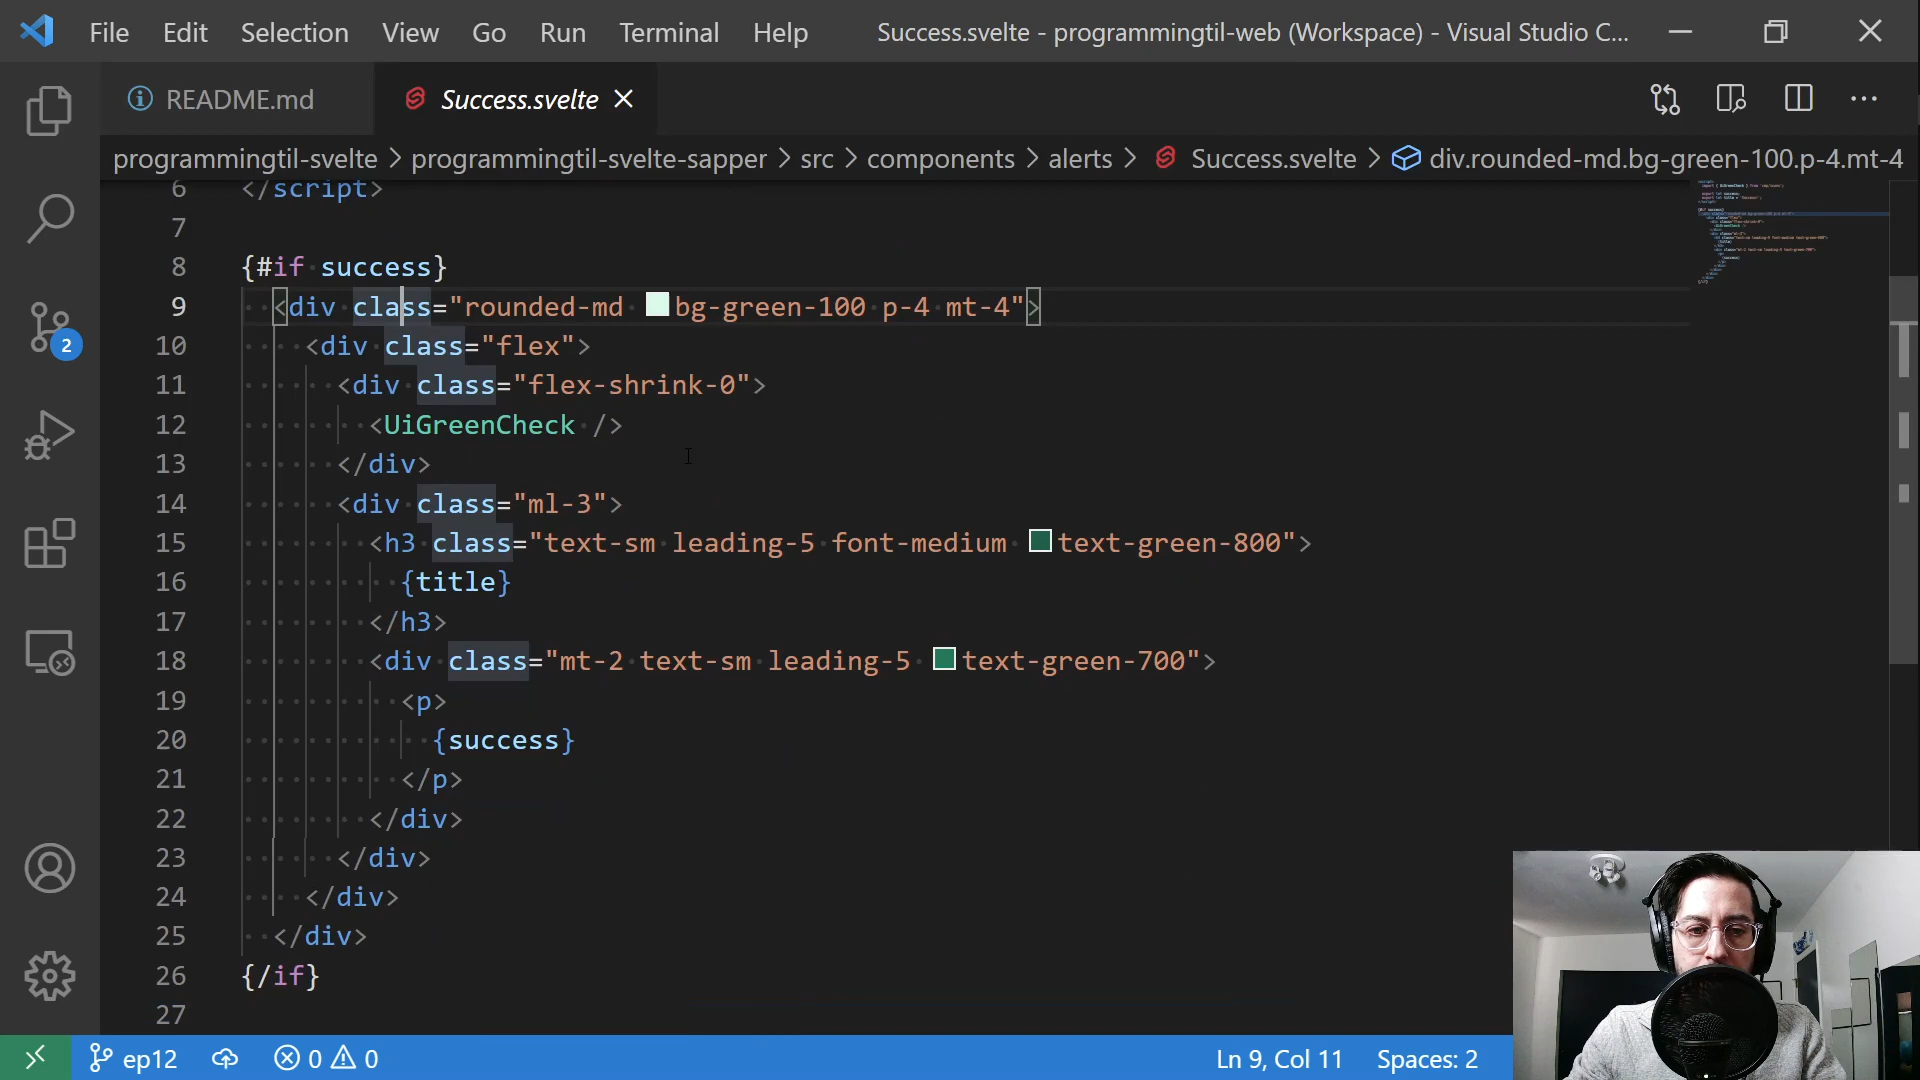 File Edit Selection View Go Run Terminal Help Success.svelte - programmingtil-web (Workspace) - Visual Studio C...
README.md Success.svelte
programmingtil-svelte > programmingtil-svelte-sapper > src > components > alerts > Success.svelte > div.rounded-md.bg-green-100.p-4.mt-4
6 </script>
7
8 {#if success}
9 <div class="rounded-md bg-green-100 p-4 mt-4">
10 <div class="flex">
11 <div class="flex-shrink-0">
12 <UiGreenCheck />
13 </div>
14 <div class="ml-3">
15 <h3 class="text-sm leading-5 font-medium text-green-800">
16 {title}
17 </h3>
18 <div class="mt-2 text-sm leading-5 text-green-700">
19 <p>
20 {success}
21 </p>
22 </div>
23 </div>
24 </div>
25 </div>
26 {/if}
27
2
ep12 0 0 Ln 9, Col 11 Spaces: 2